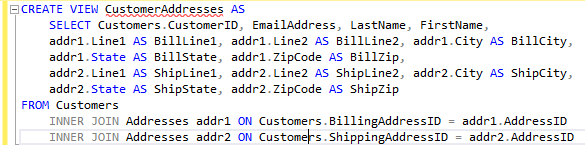 CREATE VIEW CustomerAddresses AS
SELECT Customers.CustomerID, EmailAddress, LastName, FirstName,
addr1.Line1 AS BillLine1, addr1.Line2 AS BillLine2, addr1.City AS BillCity,
addr1.State AS BillState, addr1.ZipCode AS BillZip,
addr2.Line1 AS ShipLine1, addr2.Line2 AS ShipLine2, addr2.City AS ShipCity,
addr2.State AS ShipState, addr2.ZipCode AS ShipZip
FROM Customers
INNER JOIN Addresses addr1 ON Customers.BillingAddressID = addr1.AddressID
INNER JOIN Addresses addr2 ON Customers.ShippingAddressID = addr2.AddressID